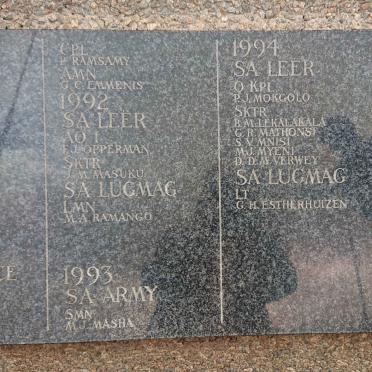 CE
CPL
P. RAMSAMY
AMN
G. C. EMMENIS
1992
SA LEER
AO 1
F. J. OPPERMAN
SKTR
J. M. MASUKU
SA LUGMAG
LMN
M. A. RAMANGO
1993
SA ARMY
SMN
M. J. MASHA
1994
SA LEER
O KPL
P. J. MOKGOLO
SKTR
P. M. LEKALAKALA
G. R. MATHONSI
S. V. MNISI
M. J. MYENI
D. D. M. VERWEY
SA LUGMAG
LT
G. H. ESTHERHUIZEN